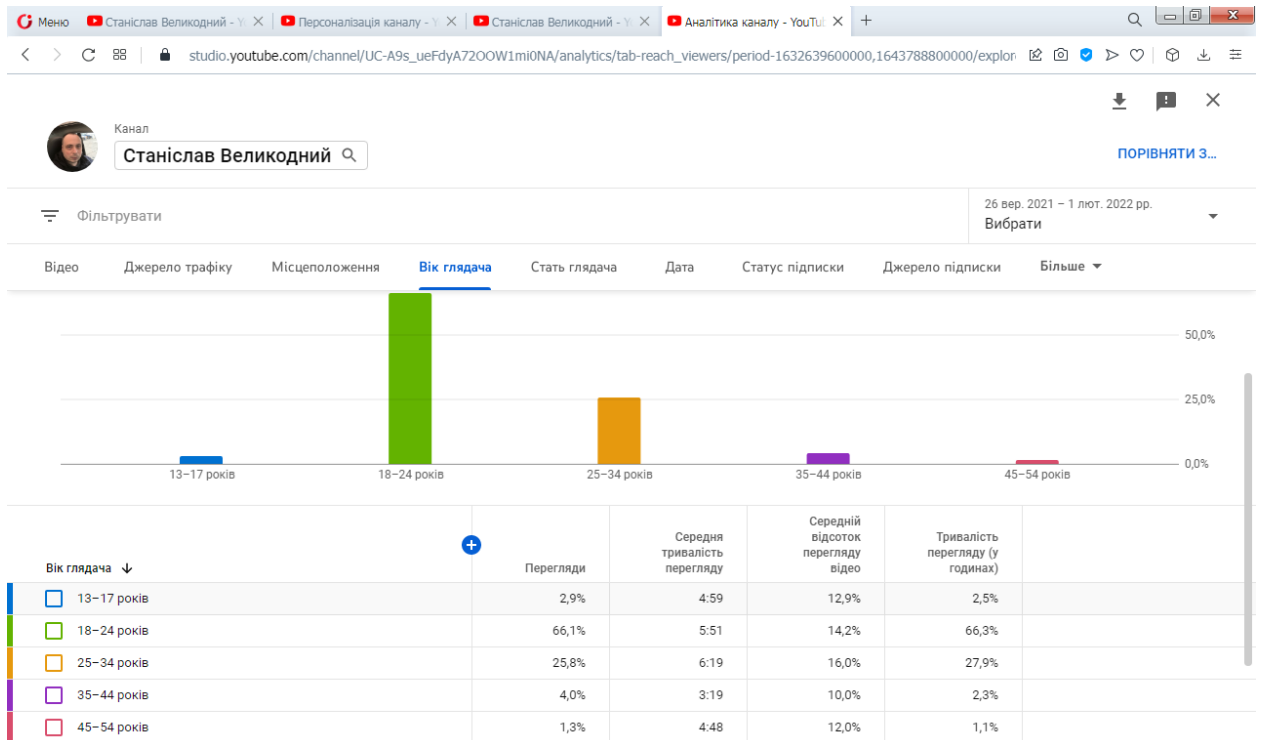 Меню
Станіслав Великодний - Yo
Персоналізація каналу - Y
Станіслав Великодний - Yo
Аналітика каналу - YouTub
studio.youtube.com/channel/UC-A9s_ueFdyA72OOW1mi0NA/analytics/tab-reach_viewers/period-1632639600000,1643788800000/explor
Канал
Станіслав Великодний
ПОРІВНЯТИ З...
Фільтрувати
26 вер. 2021 – 1 лют. 2022 рр.
Вибрати
Відео Джерело трафіку Місцеположення Вік глядача Стать глядача Дата Статус підписки Джерело підписки Більше
50,0%
25,0%
0,0%
13–17 років 18–24 років 25–34 років 35–44 років 45–54 років
Вік глядача
Перегляди
Середня
тривалість
перегляду
Середній
відсоток
перегляду
відео
Тривалість
перегляду (у
годинах)
13–17 років 2,9% 4:59 12,9% 2,5%
18–24 років 66,1% 5:51 14,2% 66,3%
25–34 років 25,8% 6:19 16,0% 27,9%
35–44 років 4,0% 3:19 10,0% 2,3%
45–54 років 1,3% 4:48 12,0% 1,1%